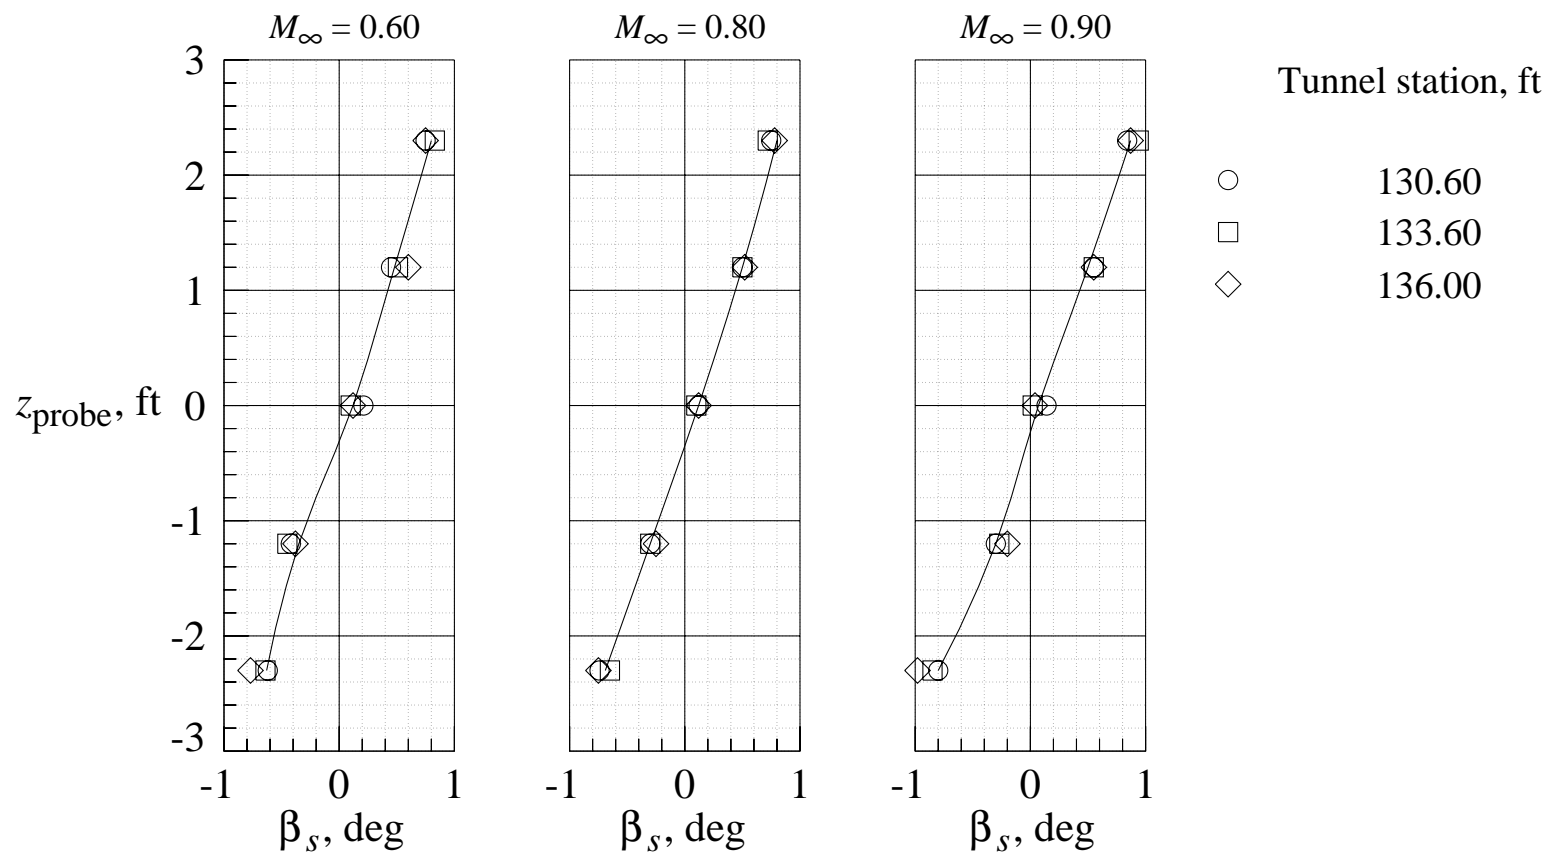 M∞ = 0.60 M∞ = 0.80 M∞ = 0.90
Tunnel station, ft
130.60
133.60
136.00
zprobe, ft
3
2
1
0
-1
-2
-3
-1 0 1 -1 0 1 -1 0 1
βs, deg βs, deg βs, deg